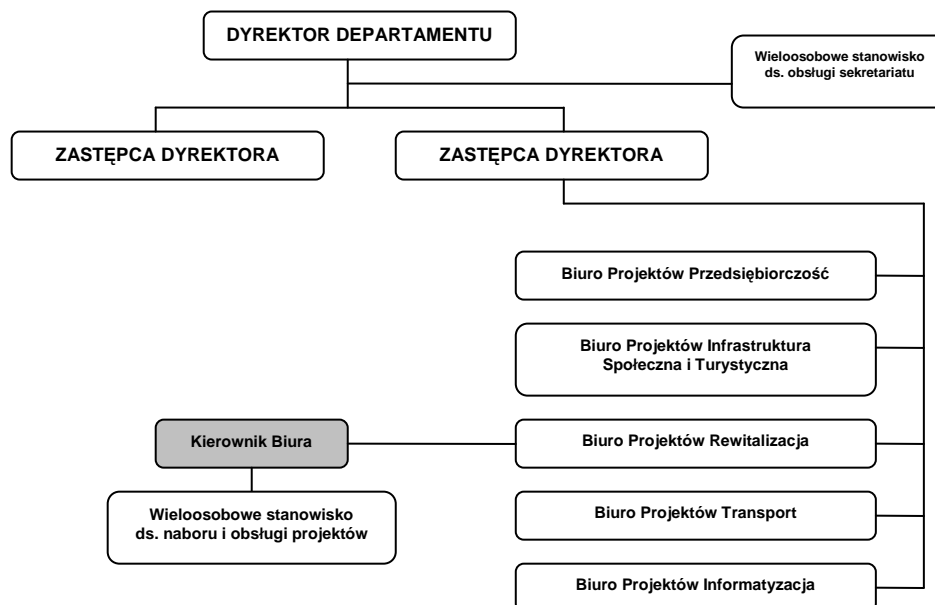 DYREKTOR DEPARTAMENTU
Wieloosobowe stanowisko
ds. obsługi sekretariatu
ZASTĘPCA DYREKTORA
ZASTĘPCA DYREKTORA
Biuro Projektów Przedsiębiorczość
Biuro Projektów Infrastruktura
Społeczna i Turystyczna
Kierownik Biura
Biuro Projektów Rewitalizacja
Wieloosobowe stanowisko
ds. naboru i obsługi projektów
Biuro Projektów Transport
Biuro Projektów Informatyzacja